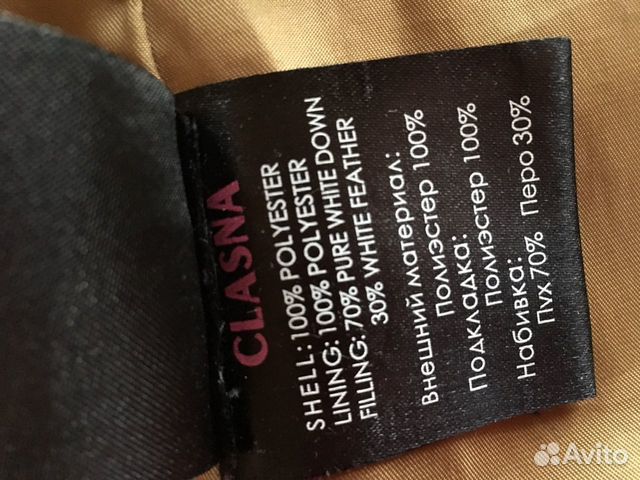 CLASNA
SHELL: 100% POLYESTER
LINING: 100% POLYESTER
FILLING: 70% PURE WHITE DOWN
30% WHITE FEATHER
Внешний материал:
Полиэстер 100%
Подкладка:
Полиэстер 100%
Набивка:
Пух 70% Перо 30%
Avito